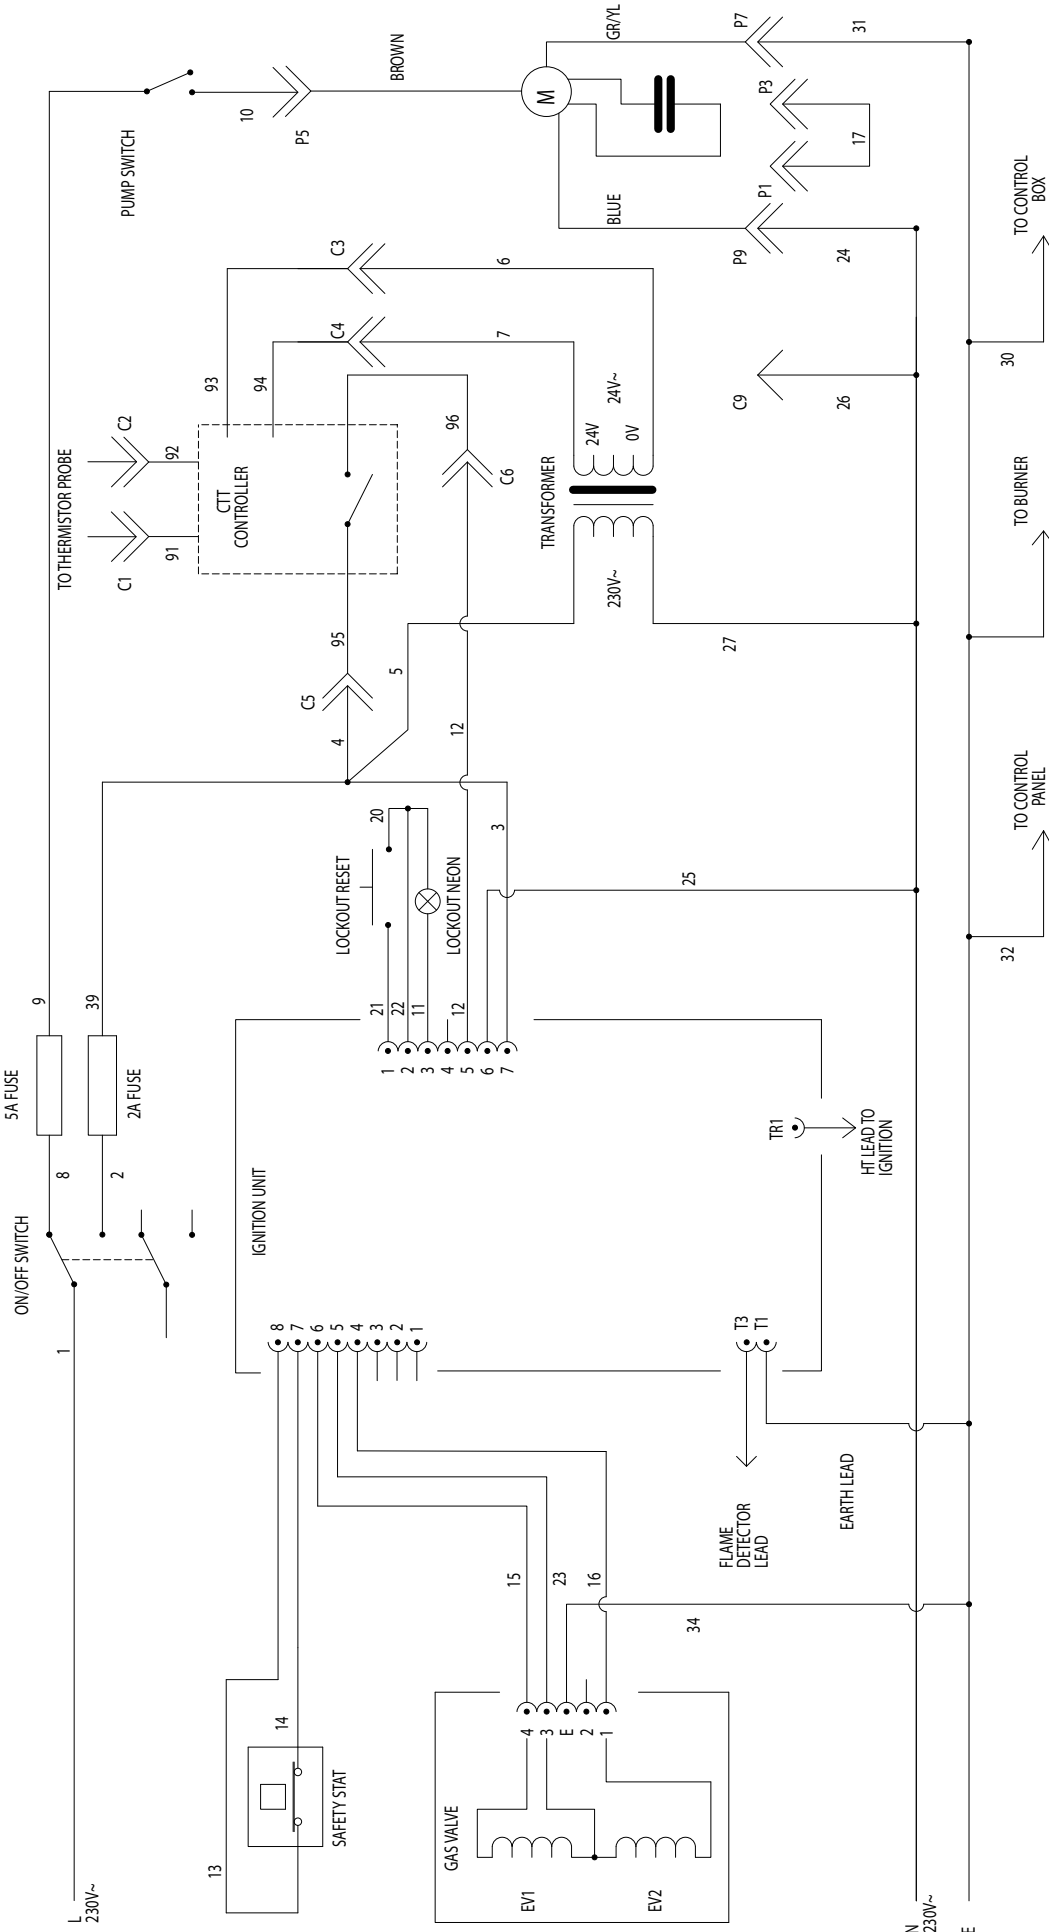 L
230V~
1
ON/OFF SWITCH
8
2
5A FUSE
2A FUSE
9
39
PUMP SWITCH
10
P5
BROWN
M
GR/YL
P7
31
P3
17
P1
BLUE
P9
24
TO THERMISTOR PROBE
C1
C2
91
92
CTT
CONTROLLER
93
94
C3
C4
6
7
95
96
C5
C6
4
5
12
TRANSFORMER
230V~
24V
0V
24V~
27
C9
26
LOCKOUT RESET
20
LOCKOUT NEON
3
21
22
11
12
1
2
3
4
5
6
7
25
IGNITION UNIT
TR1
HT LEAD TO
IGNITION
8
7
6
5
4
3
2
1
T3
T1
FLAME
DETECTOR
LEAD
EARTH LEAD
13
14
SAFETY STAT
GAS VALVE
EV1
EV2
4
3
E
2
1
15
23
16
34
N
230V~
E
32
TO CONTROL
PANEL
TO BURNER
30
TO CONTROL
BOX